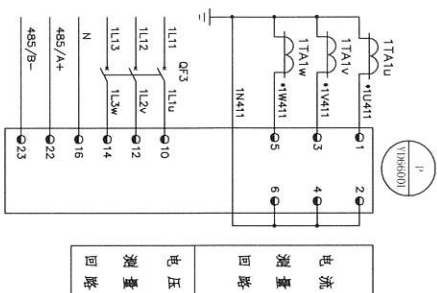 1TA1u
1TA1v
1TA1w
•1U411
•1V411
•1W411
1N411
QF3
1L11
1L12
1L13
N
485/A+
485/B-
1L1u
1L2v
1L3w
1
3
5
10
12
14
16
22
23
2
4
6
P
YD66001
电流
测量
回路
电压
测量
回路